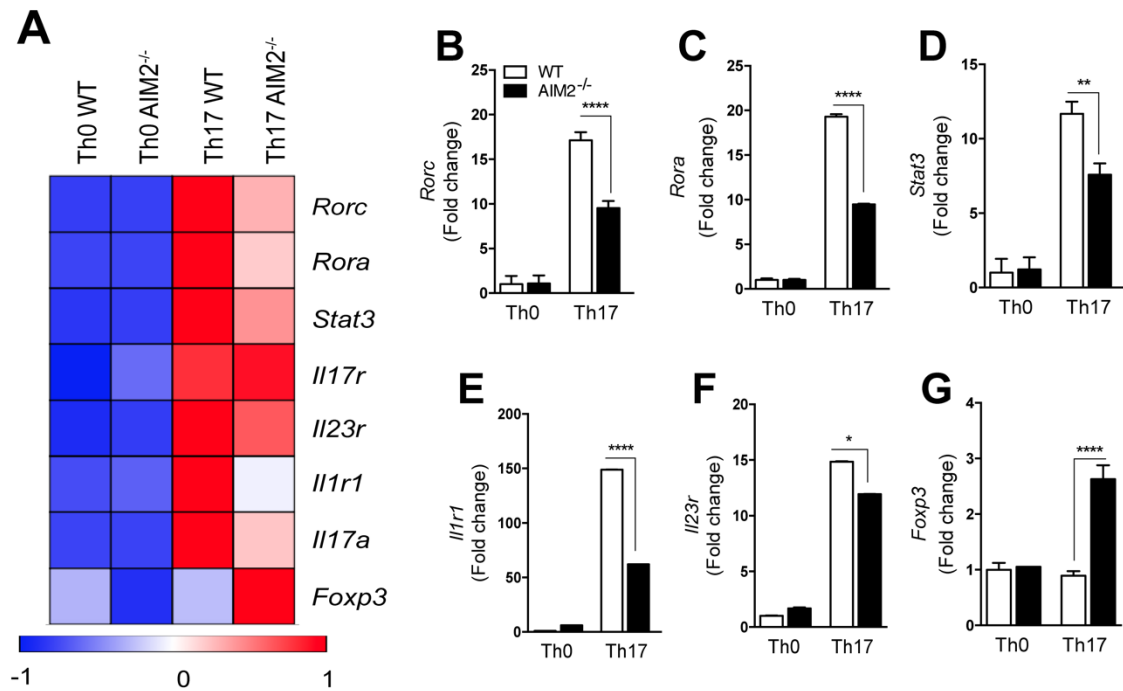 A
Th0 WT
Th0 AIM2-/-
Th17 WT
Th17 AIM2-/-
Rorc
Rora
Stat3
Il17r
Il23r
Il1r1
Il17a
Foxp3
-1
0
1
B
Rorc
(Fold change)
25
20
15
10
5
0
WT
AIM2-/-
****
Th0
Th17
C
Rora
(Fold change)
25
20
15
10
5
0
****
Th0
Th17
D
Stat3
(Fold change)
15
10
5
0
**
Th0
Th17
E
Il1r1
(Fold change)
200
150
100
50
0
****
Th0
Th17
F
Il23r
(Fold change)
20
15
10
5
0
*
Th0
Th17
G
Foxp3
(Fold change)
4
3
2
1
0
****
Th0
Th17